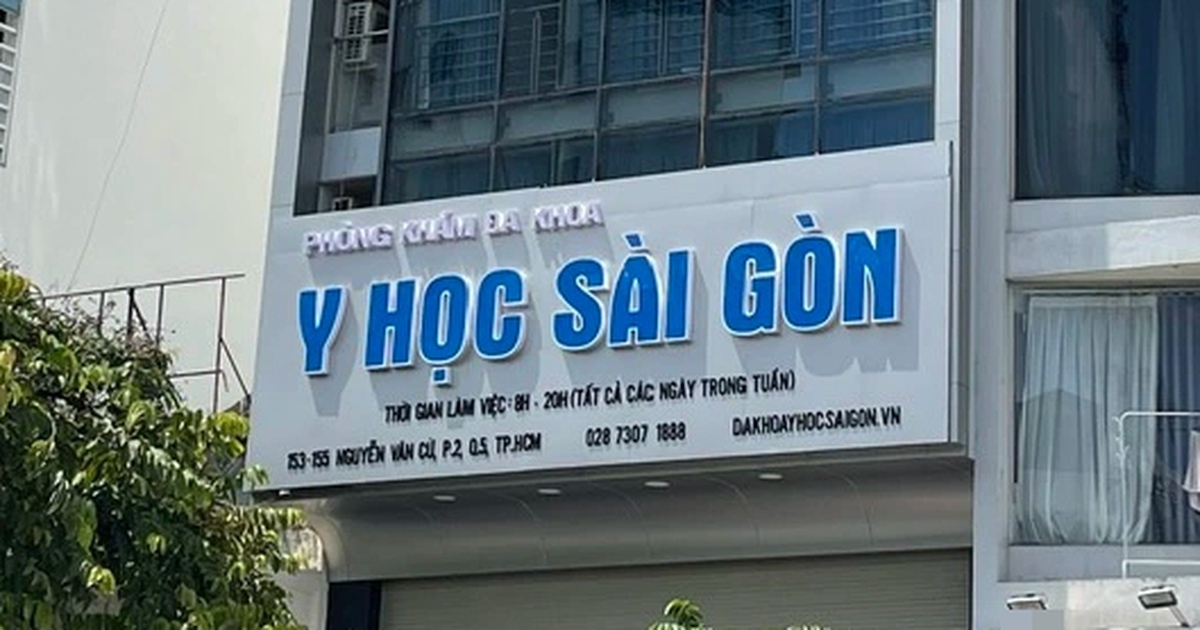 PHÒNG KHÁM ĐA KHOA
Y HỌC SÀI GÒN
THỜI GIAN LÀM VIỆC: 8H - 20H (TẤT CẢ CÁC NGÀY TRONG TUẦN)
153-155 NGUYỄN VĂN CỪ, P.2, Q.5, TP.HCM 028 7307 1888 DAKHOAYHOCSAIGON.VN